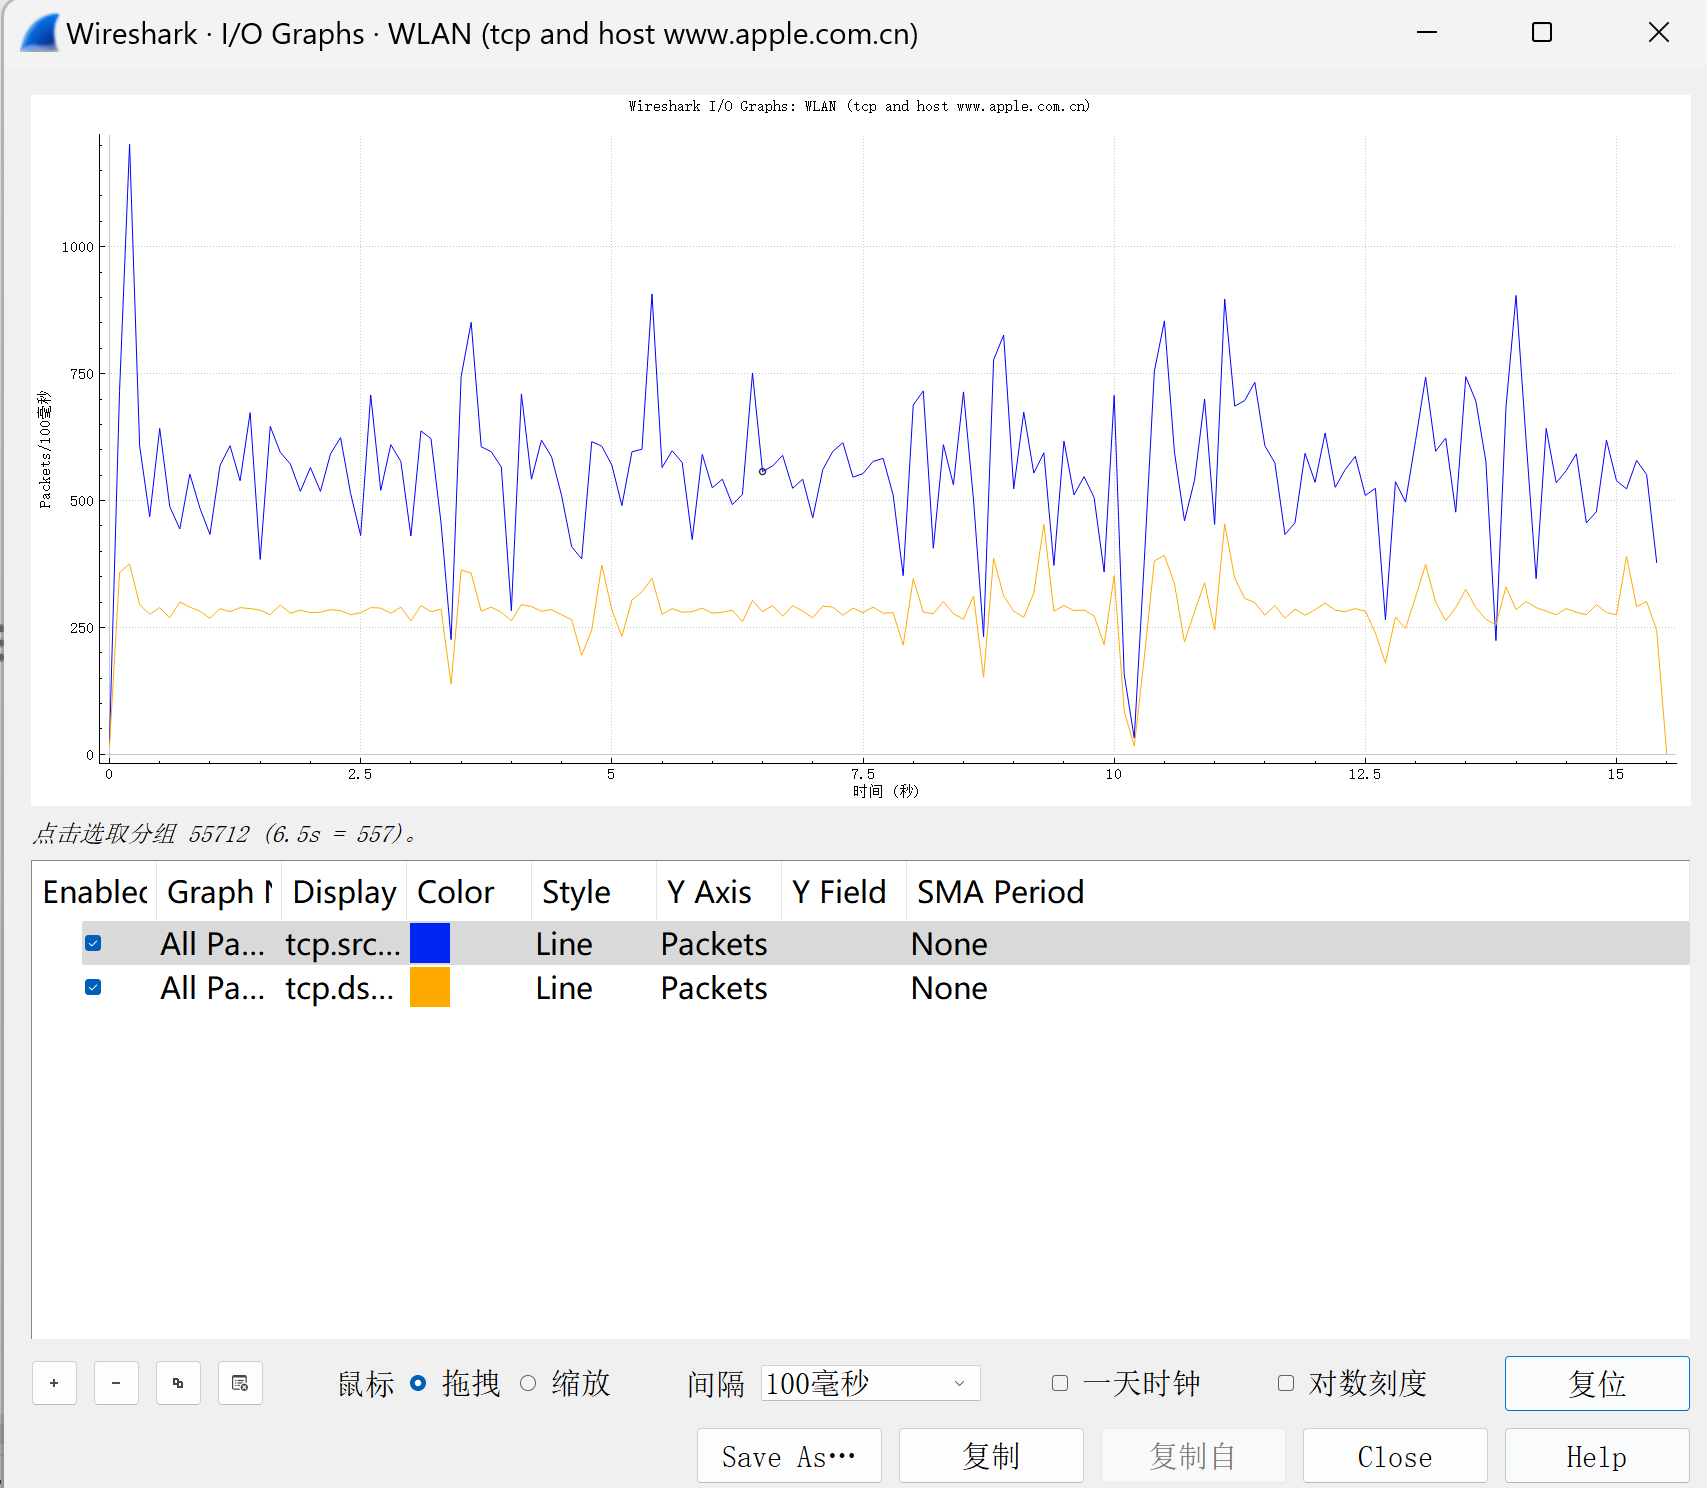 Wireshark · I/O Graphs · WLAN (tcp and host www.apple.com.cn)
Wireshark I/O Graphs: WLAN (tcp and host www.apple.com.cn)
Packets/100毫秒
1000
750
500
250
0
0 2.5 5 7.5 10 12.5 15
时间 (秒)
点击选取分组 55712 (6.5s = 557)。
Enabled Graph N Display Color Style Y Axis Y Field SMA Period
All Pa... tcp.src... Line Packets None
All Pa... tcp.ds... Line Packets None
+ − 鼠标 拖拽 缩放 间隔 100毫秒 一天时钟 对数刻度 复位
Save As… 复制 复制自 Close Help